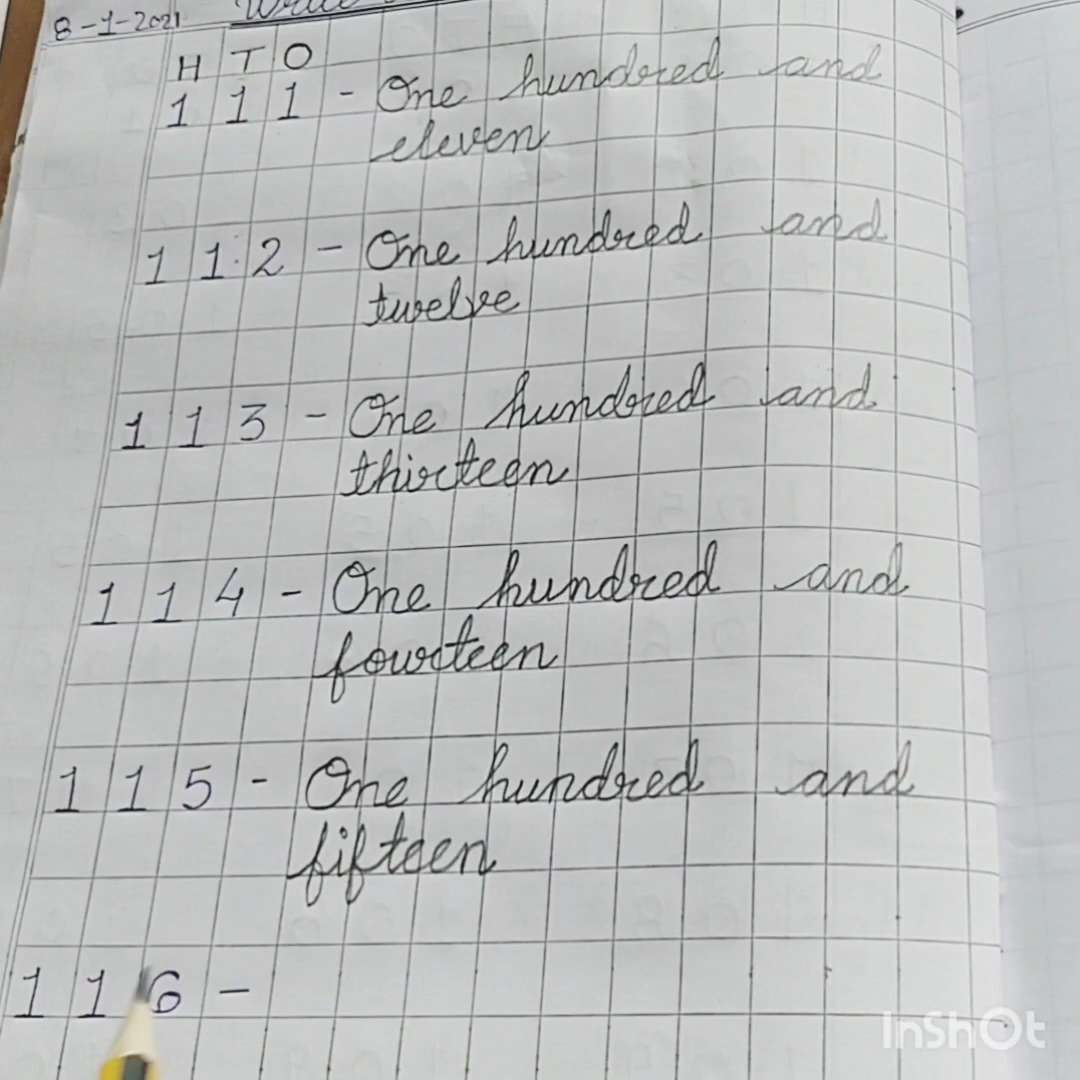 8-1-2021 Write
H T O
1 1 1 - One hundred and
eleven
1 1 2 - One hundred and
twelve
1 1 3 - One hundred and
thirteen
1 1 4 - One hundred and
fourteen
1 1 5 - One hundred and
fifteen
1 1 6 -
InShOt